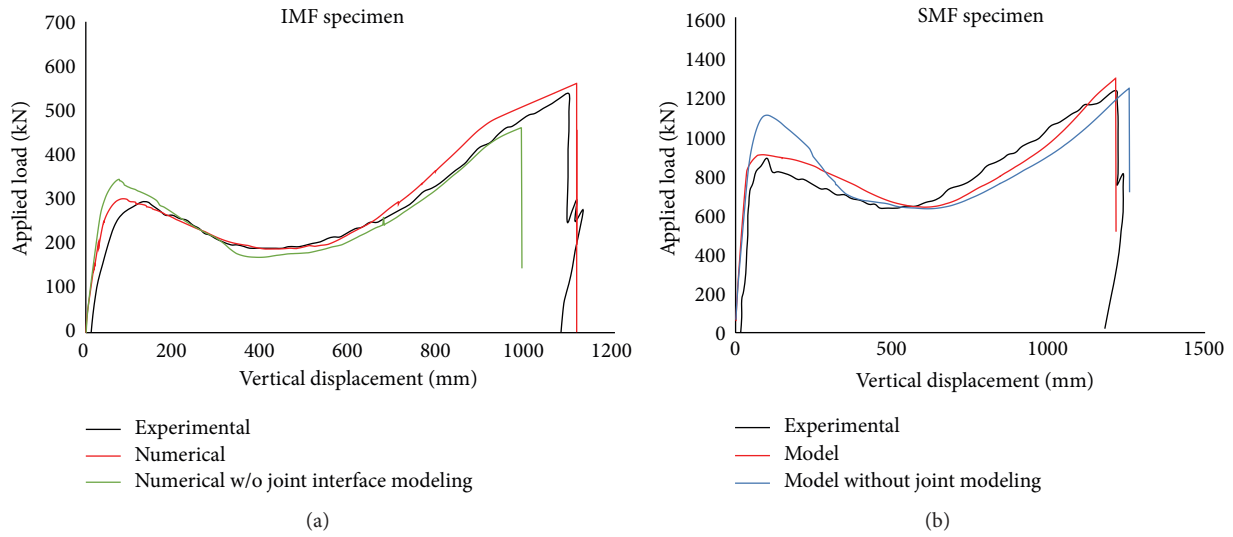 IMF specimen
700
600
500
400
300
200
100
0
Applied load (kN)
0 200 400 600 800 1000 1200
Vertical displacement (mm)
Experimental
Numerical
Numerical w/o joint interface modeling
(a)
SMF specimen
1600
1400
1200
1000
800
600
400
200
0
Applied load (kN)
0 500 1000 1500
Vertical displacement (mm)
Experimental
Model
Model without joint modeling
(b)